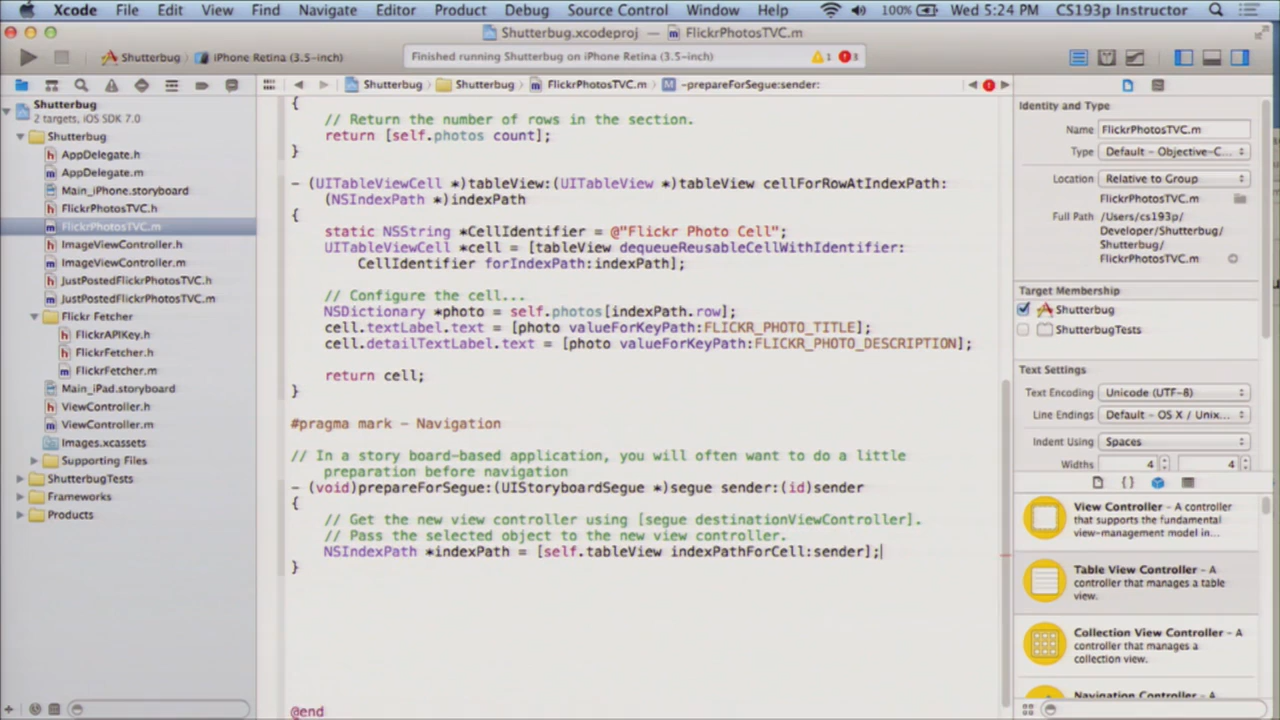 Xcode File Edit View Find Navigate Editor Product Debug Source Control Window Help 100% Wed 5:24 PM CS193p Instructor
Shutterbug.xcodeproj — FlickrPhotosTVC.m
Shutterbug › iPhone Retina (3.5-inch)
Finished running Shutterbug on iPhone Retina (3.5-inch)
1
Shutterbug › Shutterbug › FlickrPhotosTVC.m › -prepareForSegue:sender:
Shutterbug
2 targets, iOS SDK 7.0
Shutterbug
AppDelegate.h
AppDelegate.m
Main_iPhone.storyboard
FlickrPhotosTVC.h
FlickrPhotosTVC.m
ImageViewController.h
ImageViewController.m
JustPostedFlickrPhotosTVC.h
JustPostedFlickrPhotosTVC.m
Flickr Fetcher
FlickrAPIKey.h
FlickrFetcher.h
FlickrFetcher.m
Main_iPad.storyboard
ViewController.h
ViewController.m
Images.xcassets
Supporting Files
ShutterbugTests
Frameworks
Products
{
// Return the number of rows in the section.
return [self.photos count];
}
- (UITableViewCell *)tableView:(UITableView *)tableView cellForRowAtIndexPath:
(NSIndexPath *)indexPath
{
static NSString *CellIdentifier = @"Flickr Photo Cell";
UITableViewCell *cell = [tableView dequeueReusableCellWithIdentifier:
CellIdentifier forIndexPath:indexPath];
// Configure the cell...
NSDictionary *photo = self.photos[indexPath.row];
cell.textLabel.text = [photo valueForKeyPath:FLICKR_PHOTO_TITLE];
cell.detailTextLabel.text = [photo valueForKeyPath:FLICKR_PHOTO_DESCRIPTION];
return cell;
}
#pragma mark - Navigation
// In a story board-based application, you will often want to do a little
preparation before navigation
- (void)prepareForSegue:(UIStoryboardSegue *)segue sender:(id)sender
{
// Get the new view controller using [segue destinationViewController].
// Pass the selected object to the new view controller.
NSIndexPath *indexPath = [self.tableView indexPathForCell:sender];
}
@end
Identity and Type
Name FlickrPhotosTVC.m
Type Default - Objective-C...
Location Relative to Group
FlickrPhotosTVC.m
Full Path /Users/cs193p/
Developer/Shutterbug/
Shutterbug/
FlickrPhotosTVC.m
Target Membership
Shutterbug
ShutterbugTests
Text Settings
Text Encoding Unicode (UTF-8)
Line Endings Default - OS X / Unix...
Indent Using Spaces
Widths 4 4
View Controller - A controller
that supports the fundamental
view-management model in...
Table View Controller - A
controller that manages a table
view.
Collection View Controller - A
controller that manages a
collection view.
Navigation Controller - A